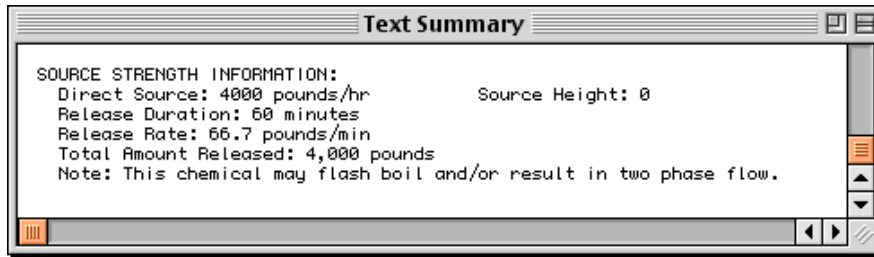 Text Summary
SOURCE STRENGTH INFORMATION:
Direct Source: 4000 pounds/hr Source Height: 0
Release Duration: 60 minutes
Release Rate: 66.7 pounds/min
Total Amount Released: 4,000 pounds
Note: This chemical may flash boil and/or result in two phase flow.